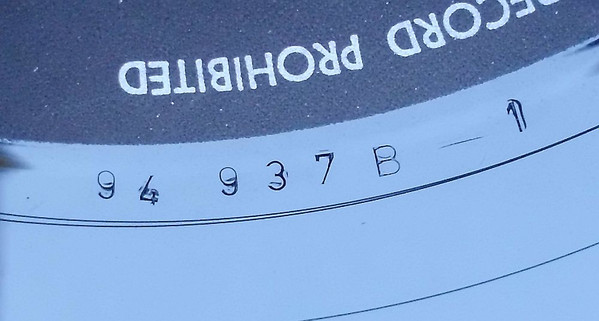 RECORD PROHIBITED
94 937 B – 1